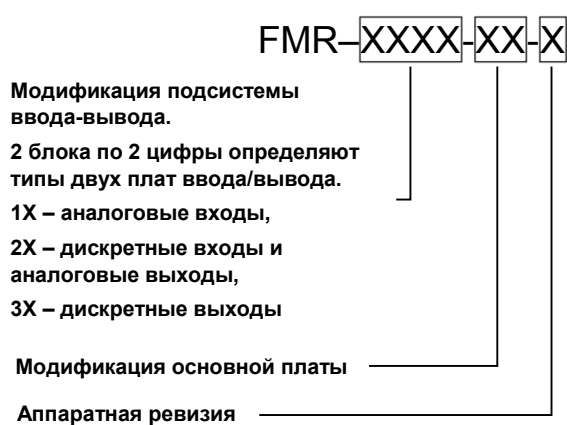 FMR–XXXX-XX-X
Модификация подсистемы
ввода-вывода.
2 блока по 2 цифры определяют
типы двух плат ввода/вывода.
1X – аналоговые входы,
2X – дискретные входы и
аналоговые выходы,
3X – дискретные выходы
Модификация основной платы
Аппаратная ревизия